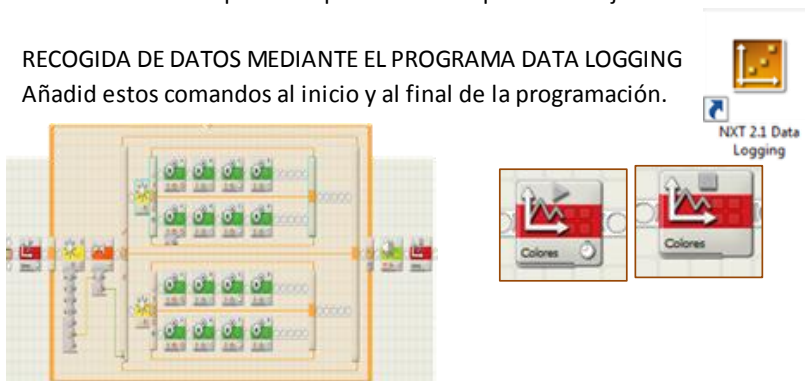 RECOGIDA DE DATOS MEDIANTE EL PROGRAMA DATA LOGGING
Añadid estos comandos al inicio y al final de la programación.
NXT 2.1 Data
Logging
Colores
Colores